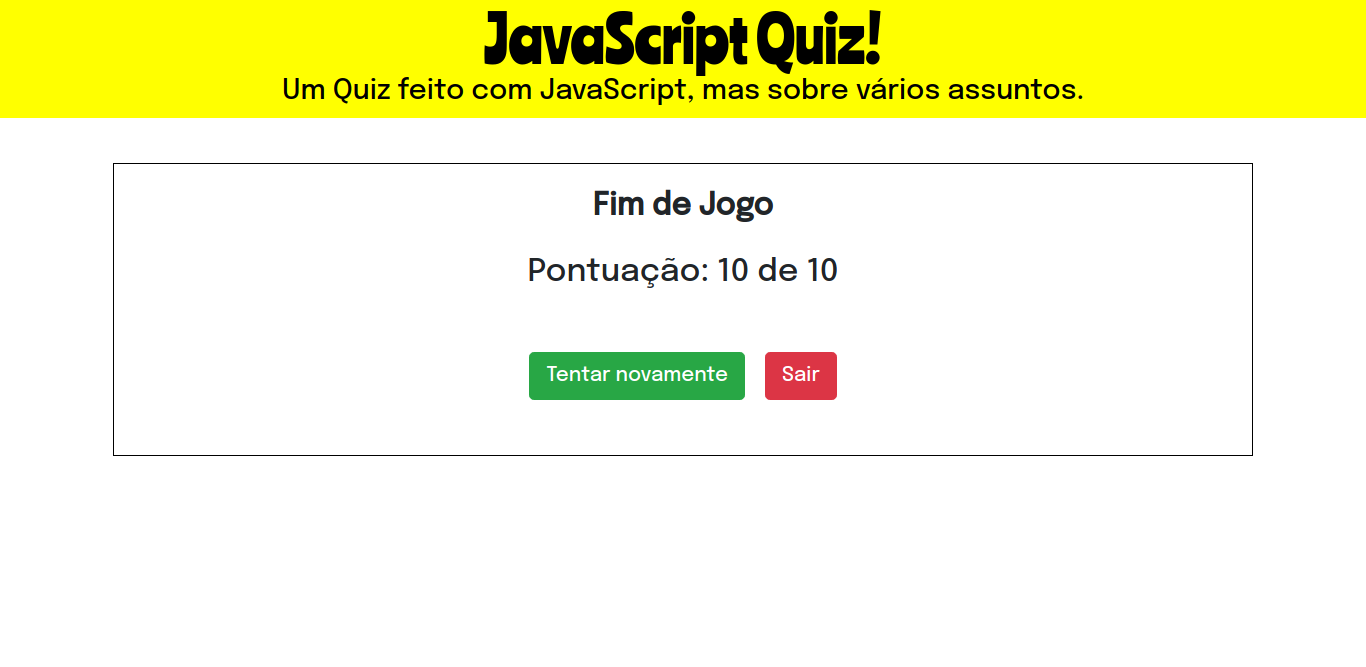 JavaScript Quiz!
Um Quiz feito com JavaScript, mas sobre vários assuntos.
Fim de Jogo
Pontuação: 10 de 10
Tentar novamente Sair